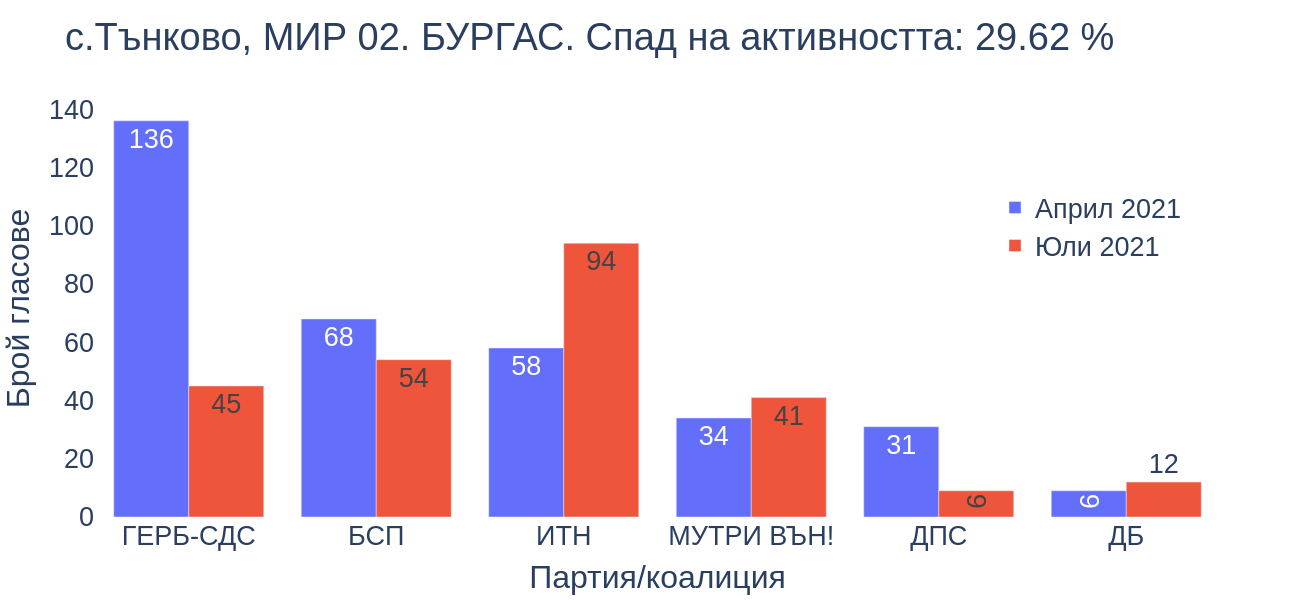 с.Тънково, МИР 02. БУРГАС. Спад на активността: 29.62 %
Брой гласове
140
120
100
80
60
40
20
0
136
45
68
54
58
94
34
41
31
9
9
12
Април 2021
Юли 2021
ГЕРБ-СДС
БСП
ИТН
МУТРИ ВЪН!
ДПС
ДБ
Партия/коалиция